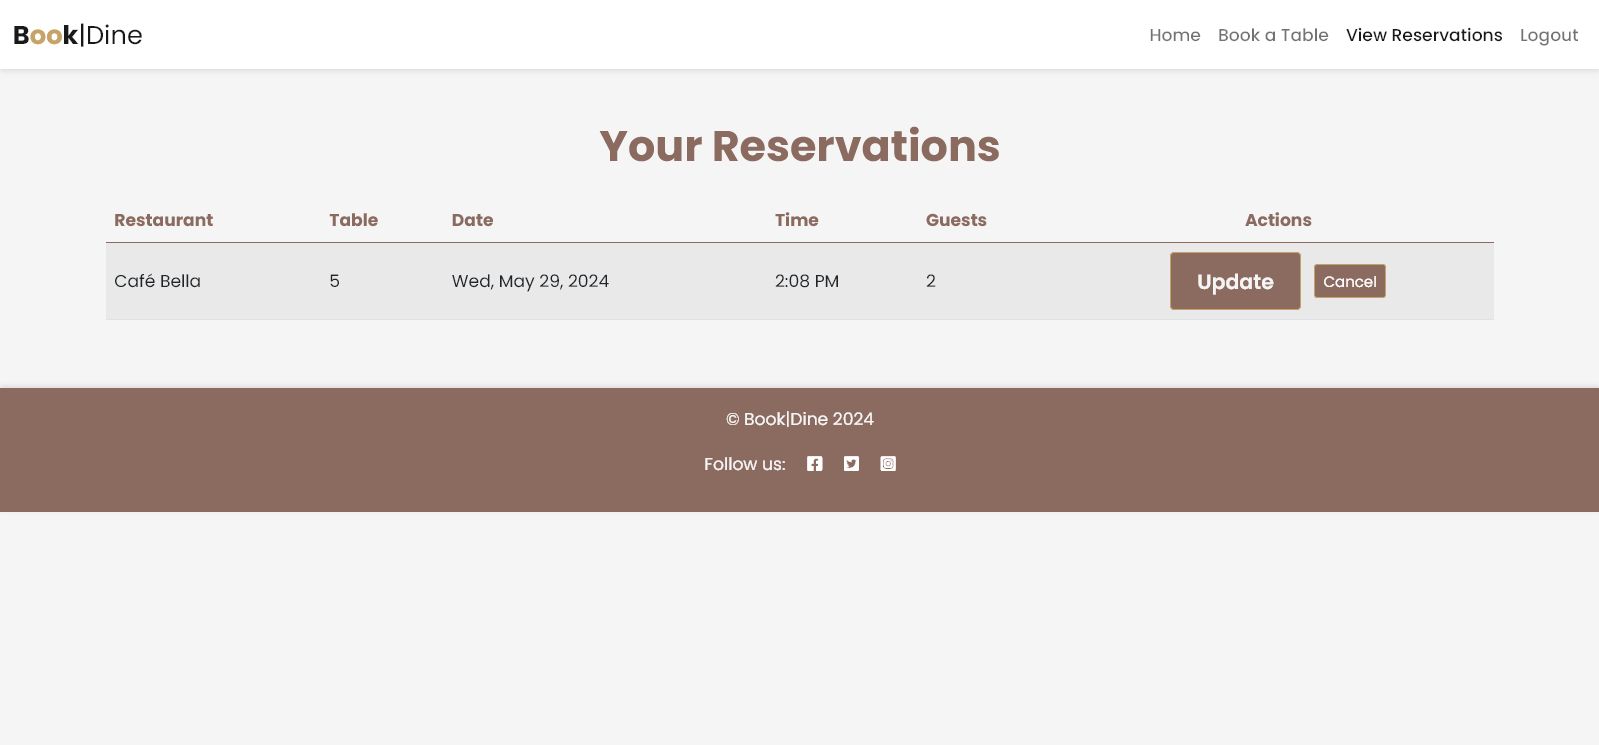 Book|Dine
Home Book a Table View Reservations Logout
Your Reservations
Restaurant Table Date Time Guests Actions
Café Bella 5 Wed, May 29, 2024 2:08 PM 2 Update Cancel
© Book|Dine 2024
Follow us: